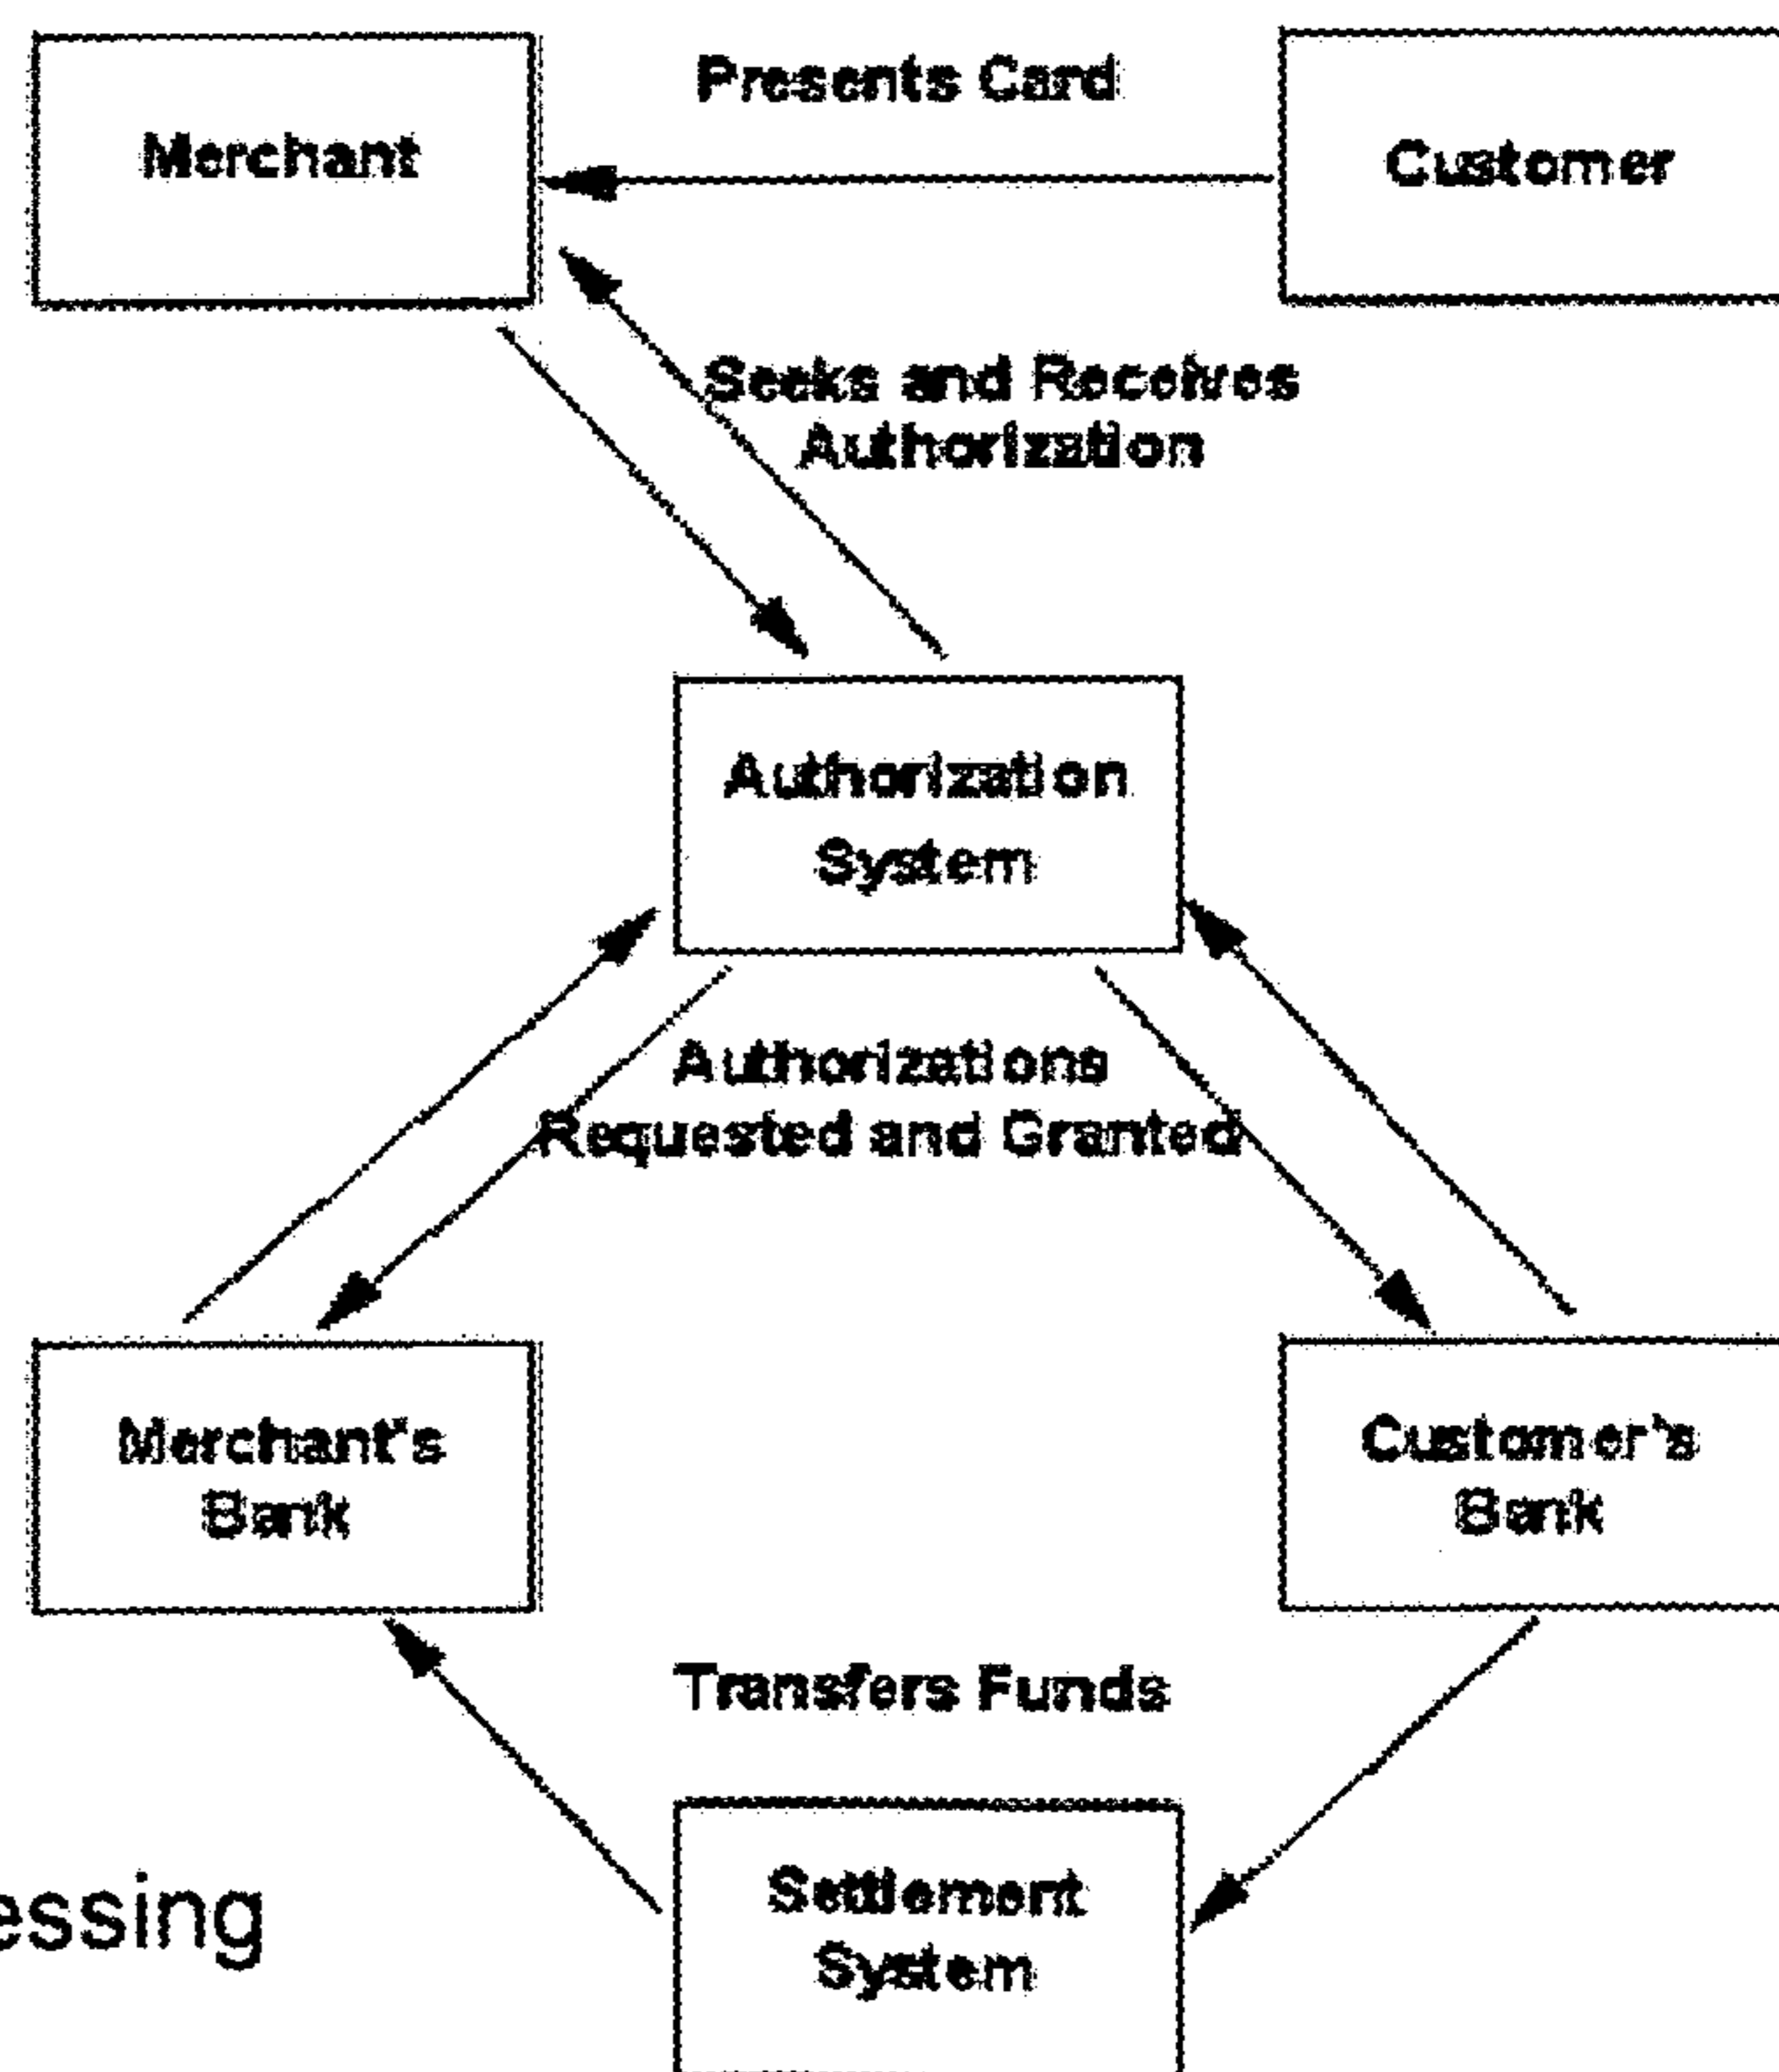 Presents Card
Merchant
Customer
Seeks and Receives
Authorization
Authorization
System
Authorizations
Requested and Granted
Merchant's
Bank
Customer's
Bank
Transfers Funds
Settlement
System
essing